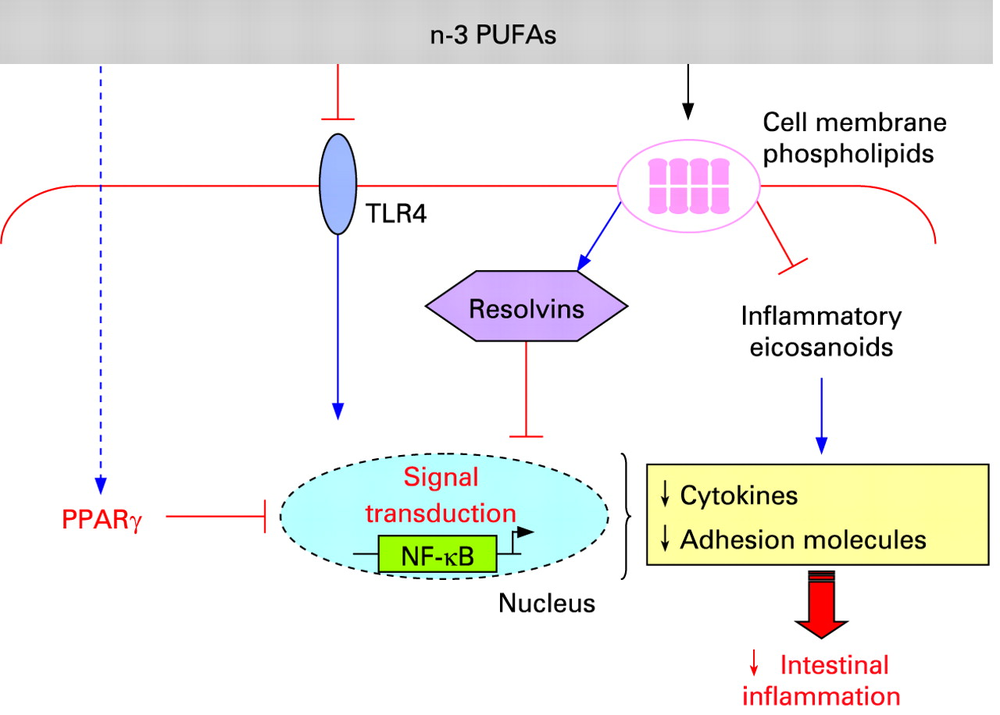 n-3 PUFAs
Cell membrane
phospholipids
TLR4
Resolvins
Inflammatory
eicosanoids
Signal
transduction
PPARγ
NF-κB
Nucleus
↓ Cytokines
↓ Adhesion molecules
↓ Intestinal
inflammation